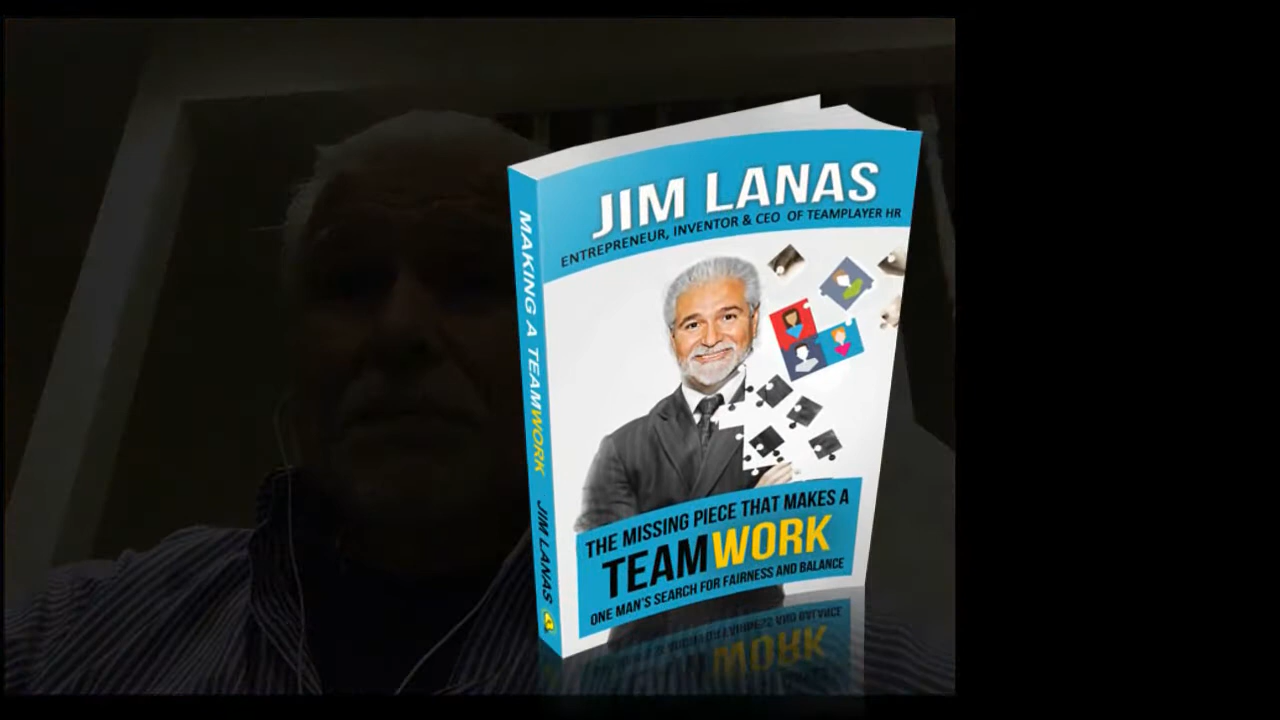 JIM LANAS
ENTREPRENEUR, INVENTOR & CEO OF TEAMPLAYER HR
MAKING A TEAMWORK JIM LANAS
THE MISSING PIECE THAT MAKES A
TEAMWORK
ONE MAN'S SEARCH FOR FAIRNESS AND BALANCE